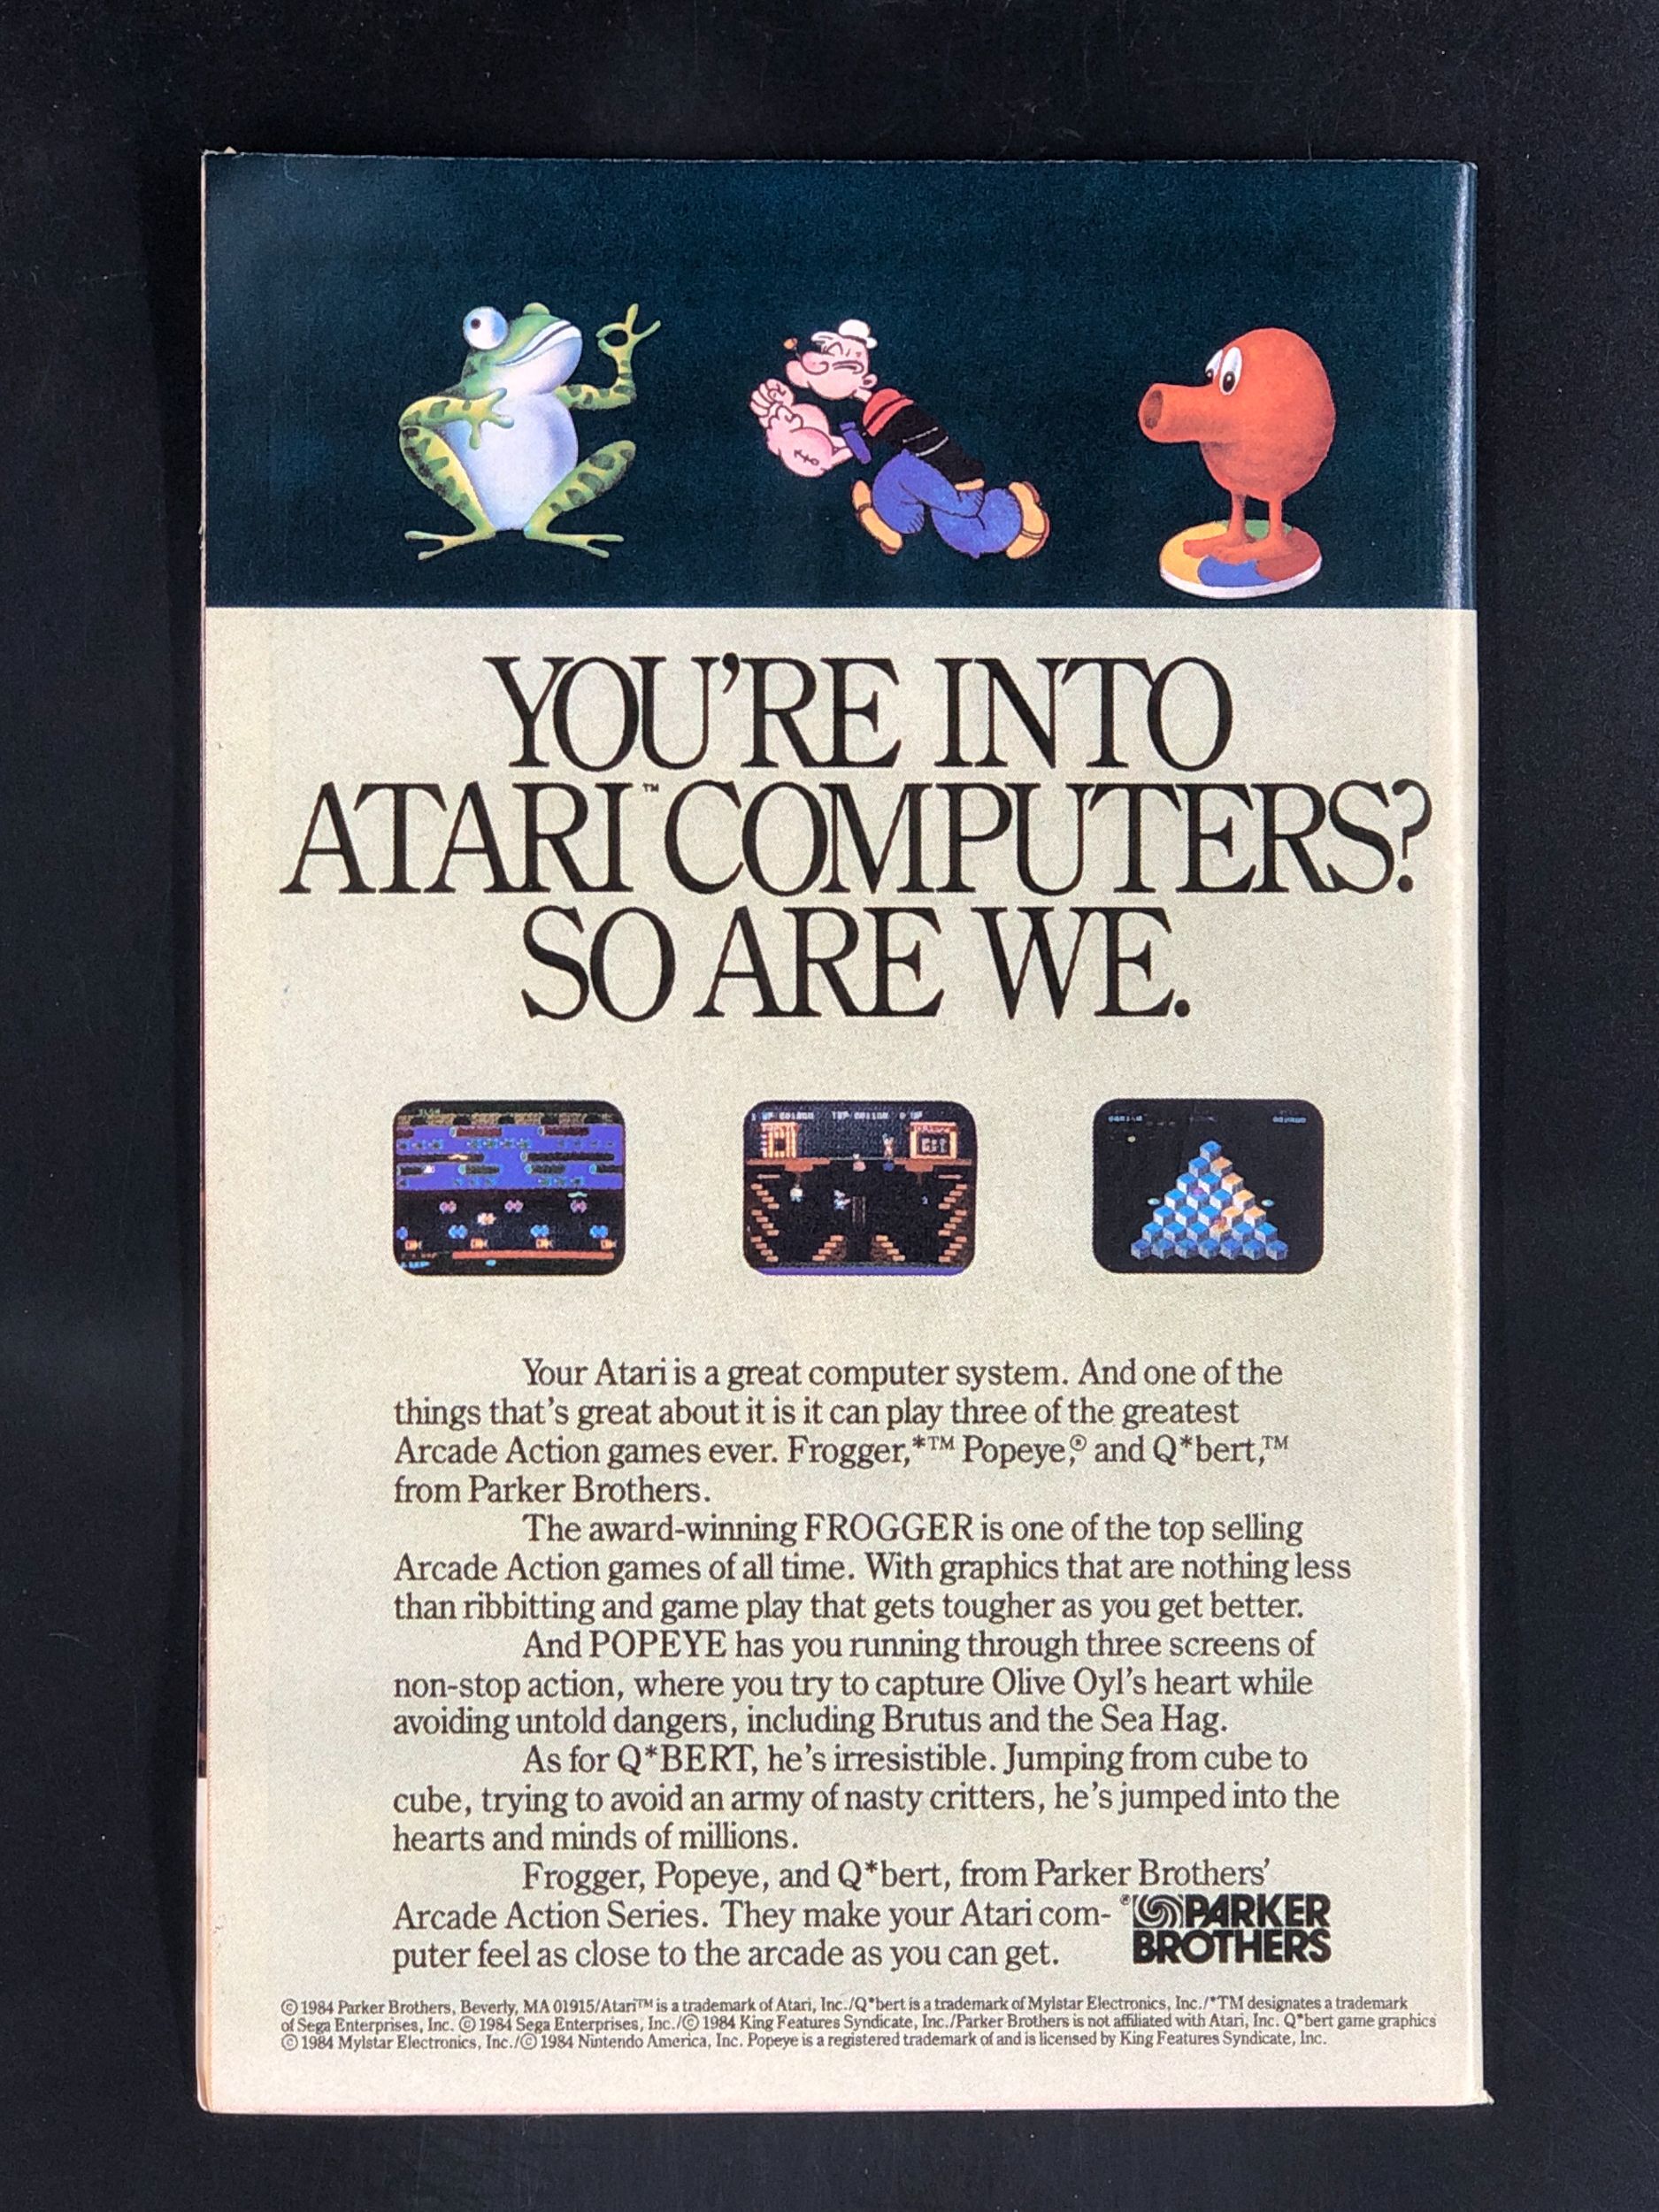 YOU'RE INTO
ATARI™ COMPUTERS?
SO ARE WE.
Your Atari is a great computer system. And one of the
things that's great about it is it can play three of the greatest
Arcade Action games ever. Frogger,*™ Popeye,® and Q*bert,™
from Parker Brothers.
The award-winning FROGGER is one of the top selling
Arcade Action games of all time. With graphics that are nothing less
than ribbitting and game play that gets tougher as you get better.
And POPEYE has you running through three screens of
non-stop action, where you try to capture Olive Oyl's heart while
avoiding untold dangers, including Brutus and the Sea Hag.
As for Q*BERT, he's irresistible. Jumping from cube to
cube, trying to avoid an army of nasty critters, he's jumped into the
hearts and minds of millions.
Frogger, Popeye, and Q*bert, from Parker Brothers'
Arcade Action Series. They make your Atari com-
puter feel as close to the arcade as you can get.
® PARKER
BROTHERS
© 1984 Parker Brothers, Beverly, MA 01915/Atari™ is a trademark of Atari, Inc./Q*bert is a trademark of Mylstar Electronics, Inc./*TM designates a trademark
of Sega Enterprises, Inc. © 1984 Sega Enterprises, Inc./© 1984 King Features Syndicate, Inc./Parker Brothers is not affiliated with Atari, Inc. Q*bert game graphics
© 1984 Mylstar Electronics, Inc./© 1984 Nintendo America, Inc. Popeye is a registered trademark of and is licensed by King Features Syndicate, Inc.